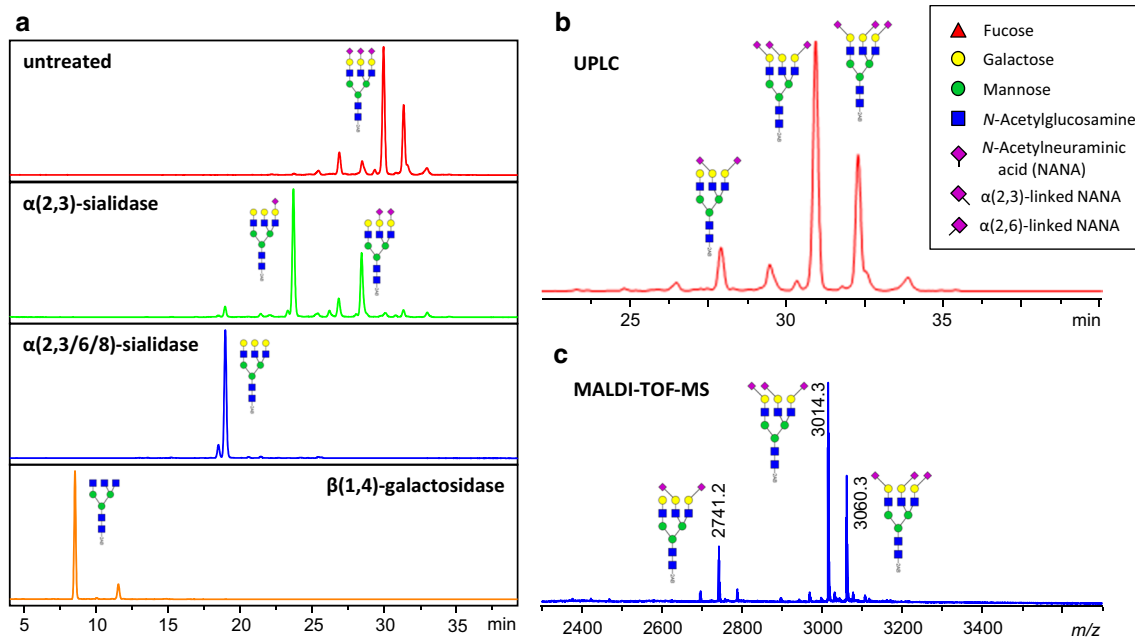 a
untreated
α(2,3)-sialidase
α(2,3/6/8)-sialidase
β(1,4)-galactosidase
5 10 15 20 25 30 35 min
b
UPLC
25 30 35 min
Fucose
Galactose
Mannose
N-Acetylglucosamine
N-Acetylneuraminic
acid (NANA)
α(2,3)-linked NANA
α(2,6)-linked NANA
c
MALDI-TOF-MS
2741.2
3014.3
3060.3
2400 2600 2800 3000 3200 3400 m/z